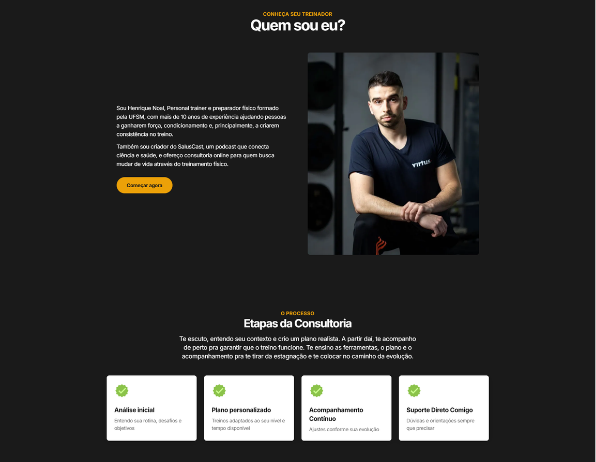 CONHEÇA SEU TREINADOR
Quem sou eu?
Sou Henrique Noal, Personal trainer e preparador físico formado
pela UFSM, com mais de 10 anos de experiência ajudando pessoas
a ganharem força, condicionamento e, principalmente, a criarem
consistência no treino.
Também sou criador do SalusCast, um podcast que conecta
ciência e saúde, e ofereço consultoria online para quem busca
mudar de vida através do treinamento físico.
Começar agora
virtus
O PROCESSO
Etapas da Consultoria
Te escuto, entendo seu contexto e crio um plano realista. A partir daí, te acompanho
de perto pra garantir que o treino funcione. Te ensino as ferramentas, o plano e o
acompanhamento pra te tirar da estagnação e te colocar no caminho da evolução.
Análise inicial
Entendo sua rotina, desafios e
objetivos
Plano personalizado
Treinos adaptados ao seu nível e
tempo disponível
Acompanhamento
Contínuo
Ajustes conforme sua evolução
Suporte Direto Comigo
Dúvidas e orientações sempre
que precisar